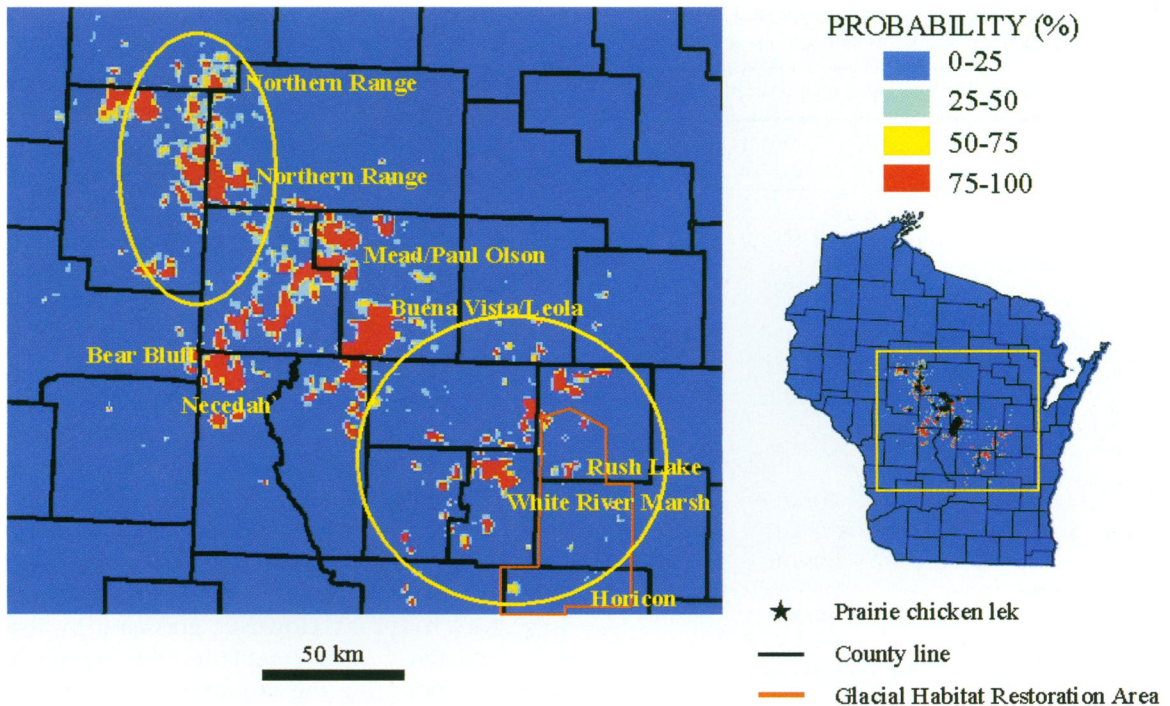 Northern Range
Northern Range
Mead/Paul Olson
Buena Vista/Leola
Bear Bluff
Necedah
Rush Lake
White River Marsh
Horicon
50 km
PROBABILITY (%)
0-25
25-50
50-75
75-100
Prairie chicken lek
County line
Glacial Habitat Restoration Area